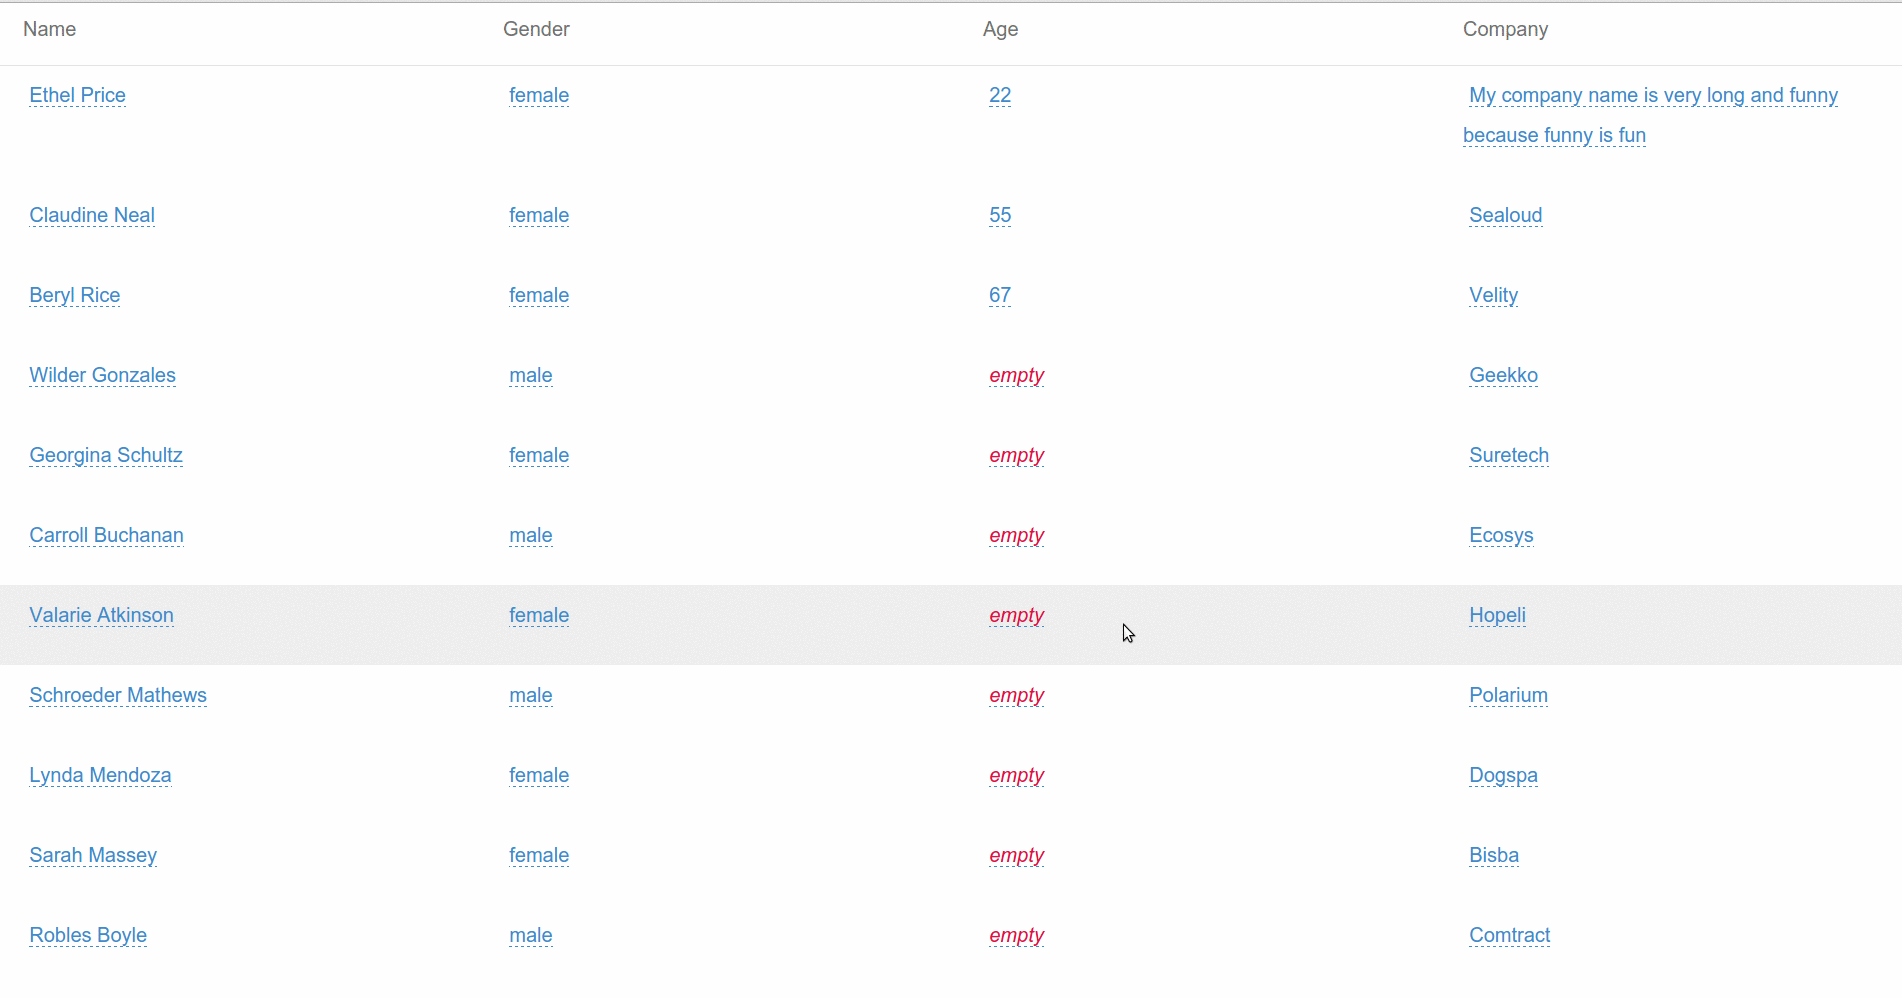 Name Gender Age Company
Ethel Price female 22 My company name is very long and funny
because funny is fun
Claudine Neal female 55 Sealoud
Beryl Rice female 67 Velity
Wilder Gonzales male empty Geekko
Georgina Schultz female empty Suretech
Carroll Buchanan male empty Ecosys
Valarie Atkinson female empty Hopeli
Schroeder Mathews male empty Polarium
Lynda Mendoza female empty Dogspa
Sarah Massey female empty Bisba
Robles Boyle male empty Comtract